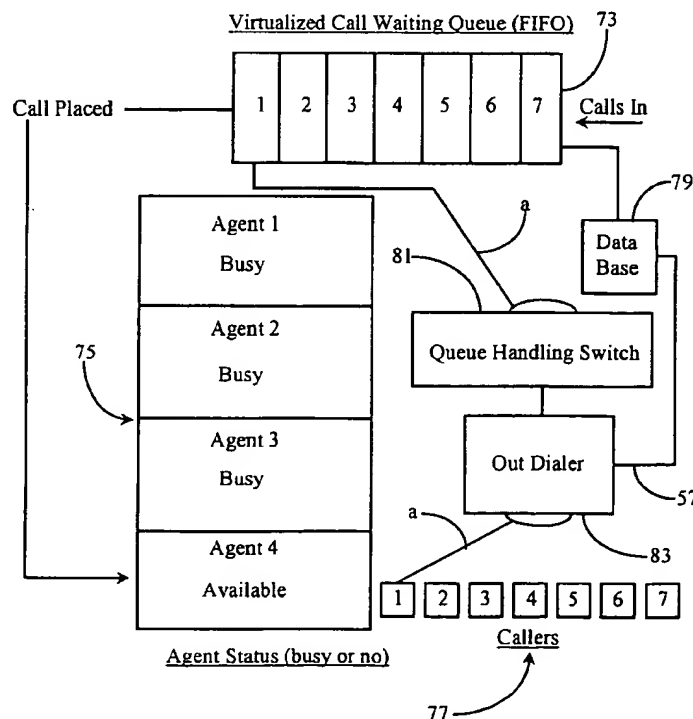 Virtualized Call Waiting Queue (FIFO)
73
Call Placed
1 2 3 4 5 6 7
Calls In
79
a
Data
Base
Agent 1
Busy
81
Queue Handling Switch
Agent 2
Busy
75
Agent 3
Busy
Out Dialer
57
a
83
Agent 4
Available
1 2 3 4 5 6 7
Callers
Agent Status (busy or no)
77